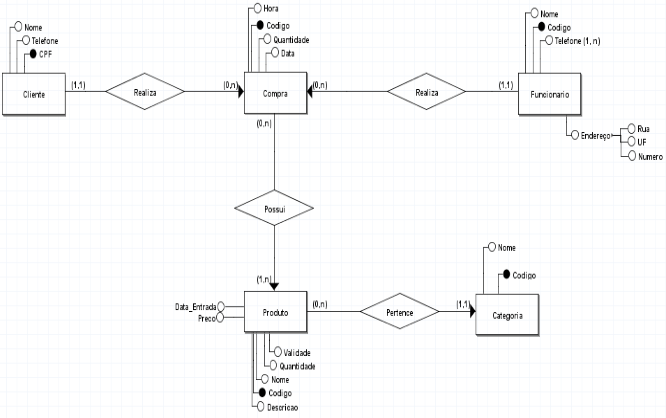 Hora
Nome
Telefone
CPF
Codigo
Quantidade
Data
Nome
Codigo
Telefone (1, n)
Cliente
(1,1)
Realiza
(0,n)
Compra
(0,n)
Realiza
(1,1)
Funcionario
(0,n)
Endereço
Rua
UF
Numero
Possui
(1,n)
Nome
Codigo
Data_Entrada
Preco
Produto
(0,n)
Pertence
(1,1)
Categoria
Validade
Quantidade
Nome
Codigo
Descricao